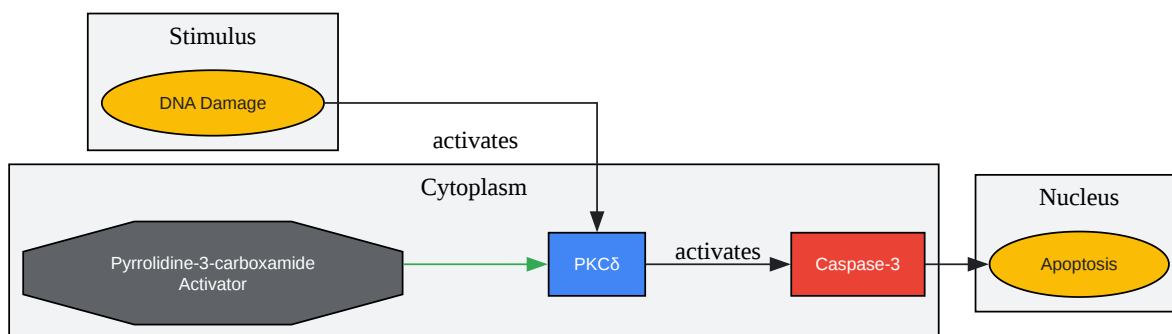 Stimulus
DNA Damage
activates
Cytoplasm
Pyrrolidine-3-carboxamide
Activator
PKCδ
activates
Caspase-3
Nucleus
Apoptosis